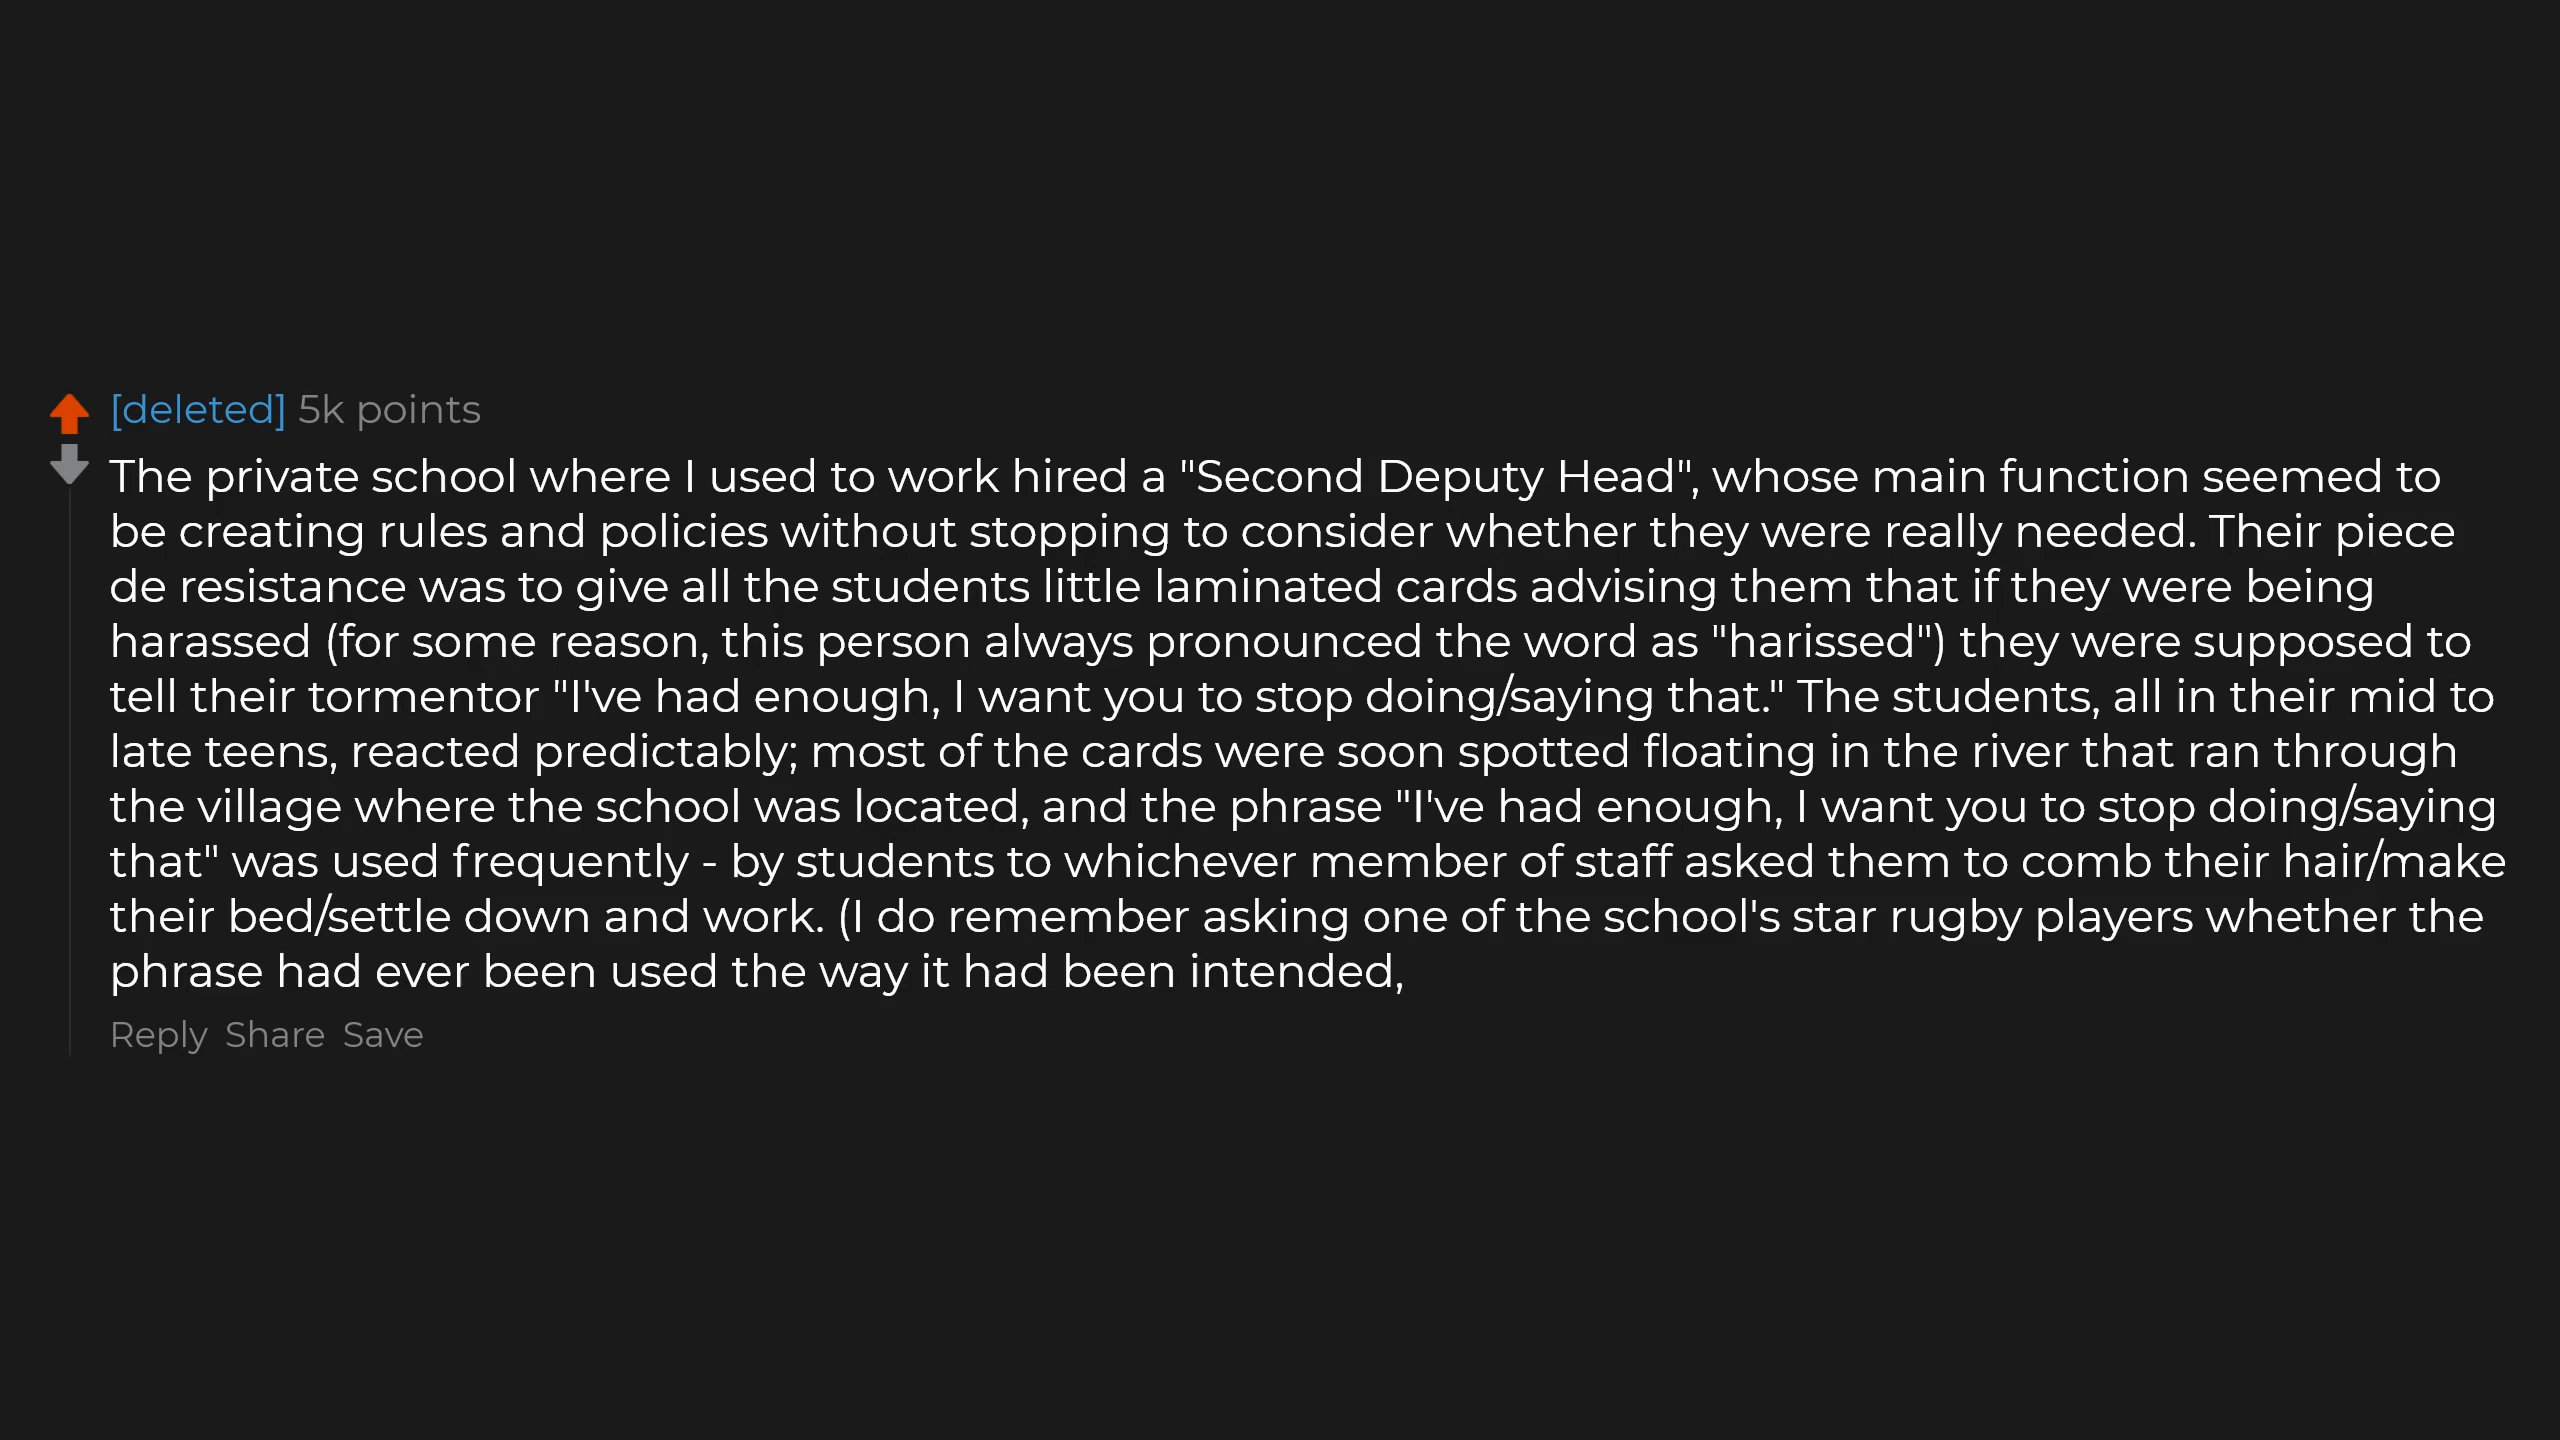 [deleted] 5k points
The private school where I used to work hired a "Second Deputy Head", whose main function seemed to
be creating rules and policies without stopping to consider whether they were really needed. Their piece
de resistance was to give all the students little laminated cards advising them that if they were being
harassed (for some reason, this person always pronounced the word as "harissed") they were supposed to
tell their tormentor "I've had enough, I want you to stop doing/saying that." The students, all in their mid to
late teens, reacted predictably; most of the cards were soon spotted floating in the river that ran through
the village where the school was located, and the phrase "I've had enough, I want you to stop doing/saying
that" was used frequently - by students to whichever member of staff asked them to comb their hair/make
their bed/settle down and work. (I do remember asking one of the school's star rugby players whether the
phrase had ever been used the way it had been intended,
Reply Share Save